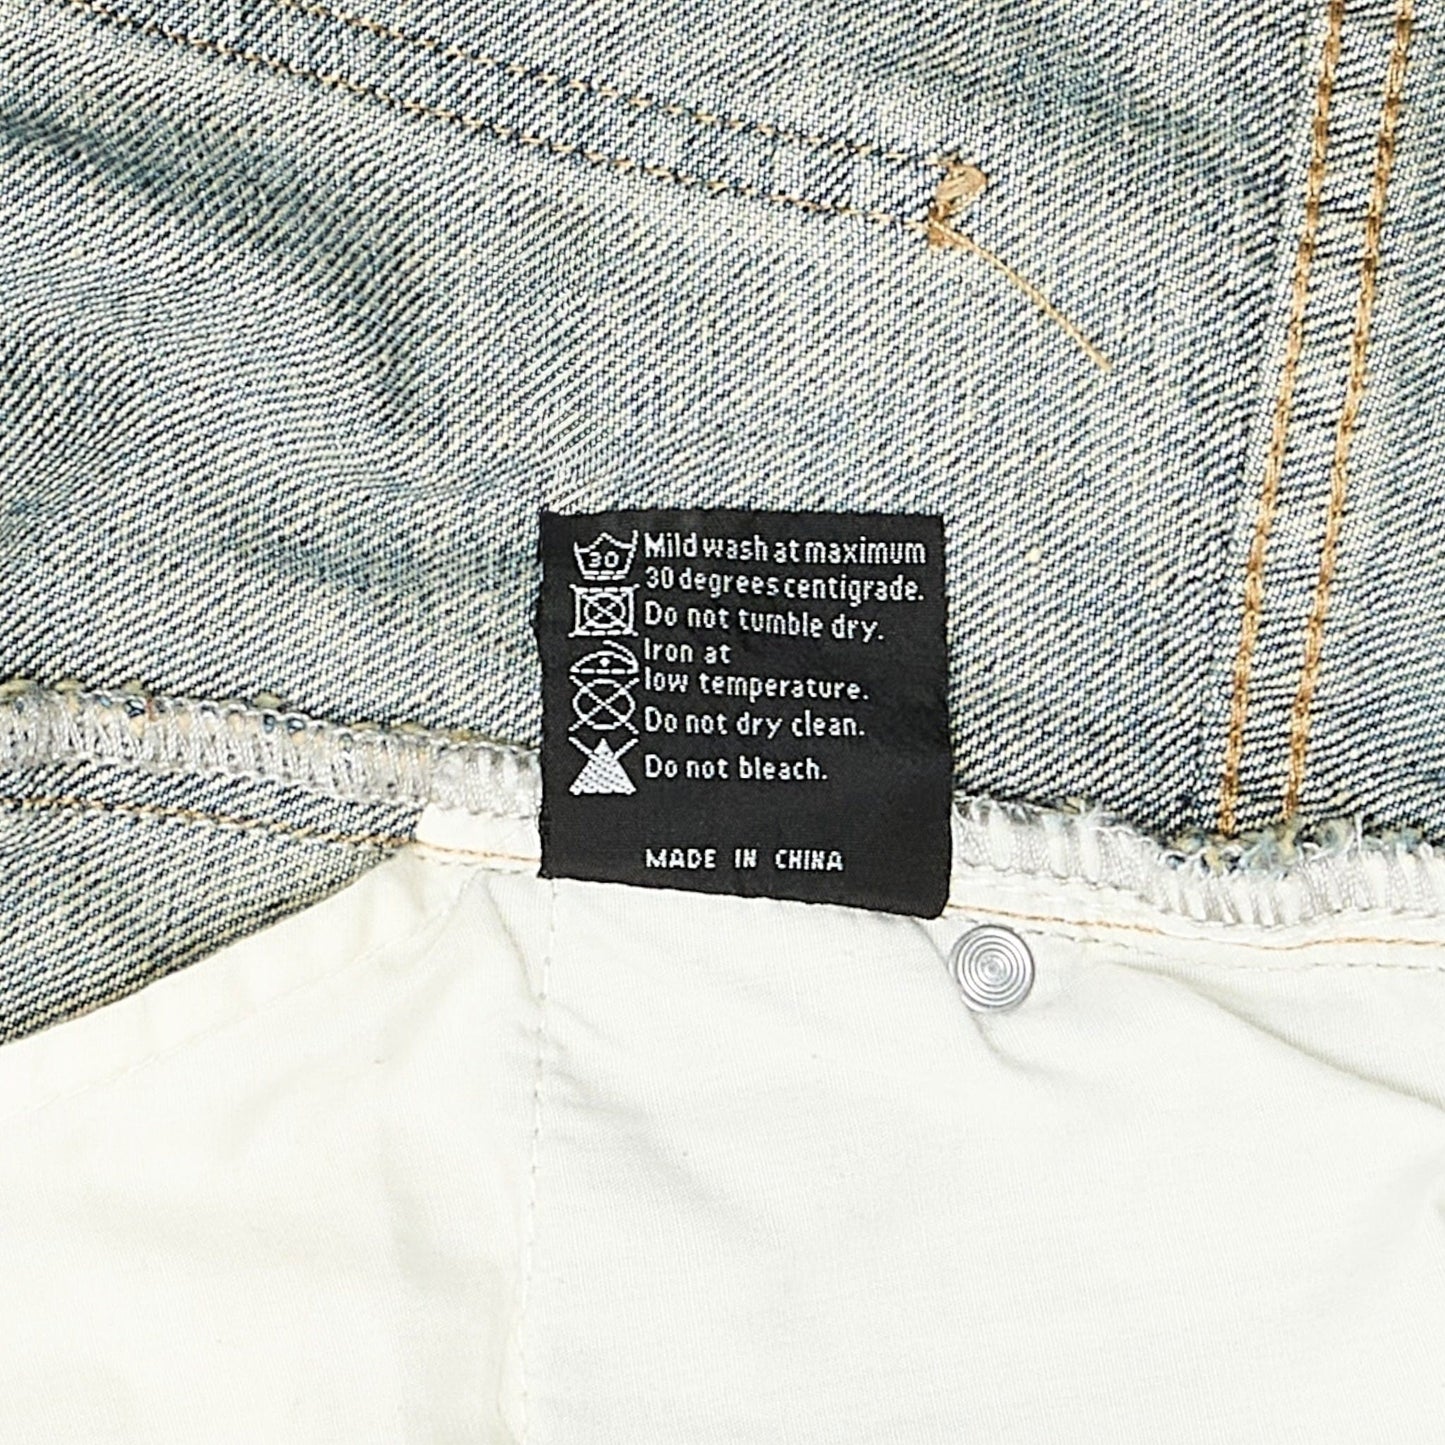 30 Mild wash at maximum
30 degrees centigrade.
Do not tumble dry.
Iron at
low temperature.
Do not dry clean.
Do not bleach.
MADE IN CHINA